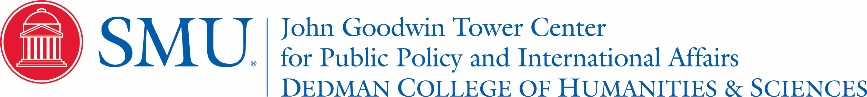 SMU®
John Goodwin Tower Center
for Public Policy and International Affairs
DEDMAN COLLEGE OF HUMANITIES & SCIENCES